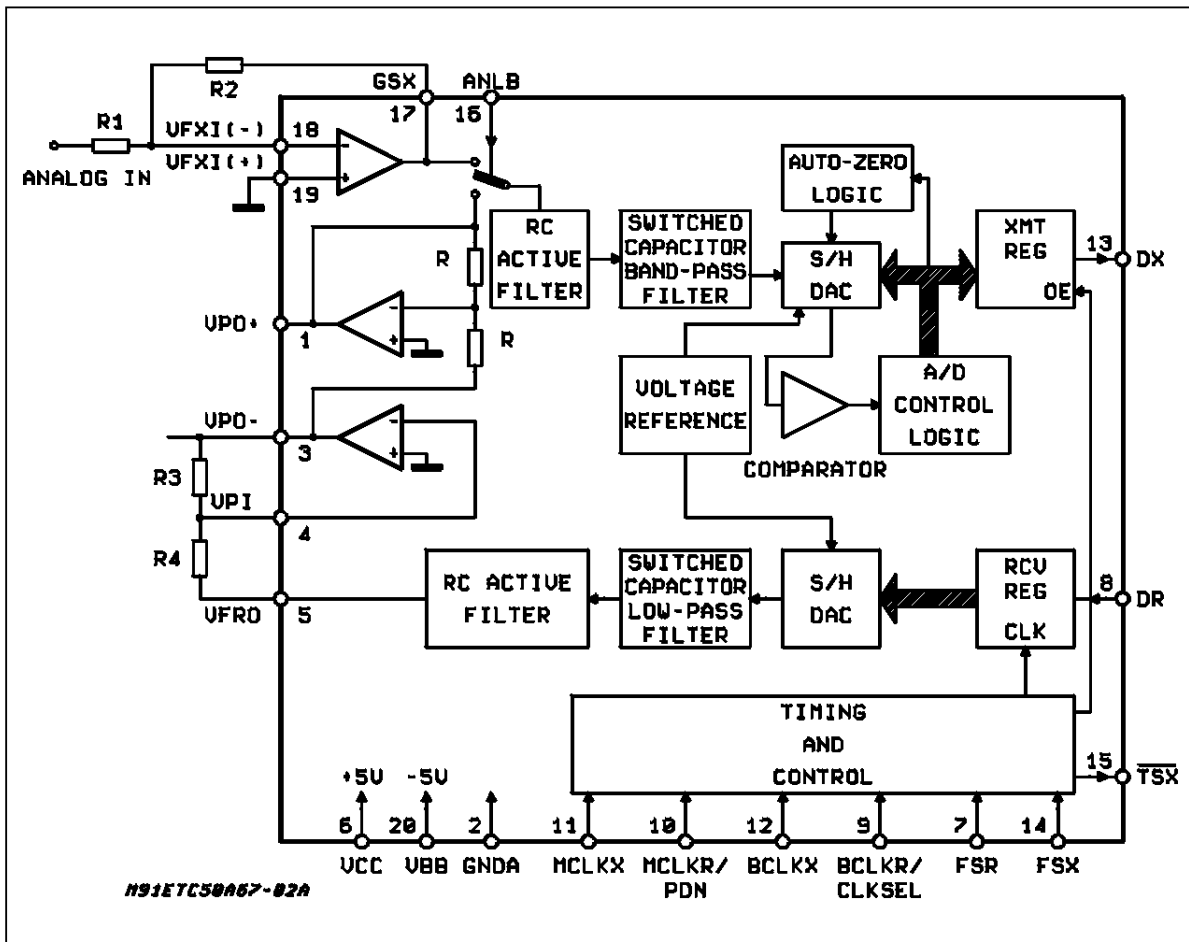 R2
GSX
ANLB
17
16
R1
VFXI(-)
18
VFXI(+)
19
ANALOG IN
AUTO-ZERO
LOGIC
RC
ACTIVE
FILTER
SWITCHED
CAPACITOR
BAND-PASS
FILTER
S/H
DAC
XMT
REG
OE
13
DX
R
VPO+
1
R
VOLTAGE
REFERENCE
A/D
CONTROL
LOGIC
COMPARATOR
VPO-
3
R3
VPI
4
R4
VFRO
5
RC ACTIVE
FILTER
SWITCHED
CAPACITOR
LOW-PASS
FILTER
S/H
DAC
RCV
REG
CLK
8
DR
TIMING
AND
CONTROL
15
TSX
+5V
-5V
6
20
2
11
10
12
9
7
14
VCC
VBB
GNDA
MCLKX
MCLKR/
PDN
BCLKX
BCLKR/
CLKSEL
FSR
FSX
M91ETC50A67-02A